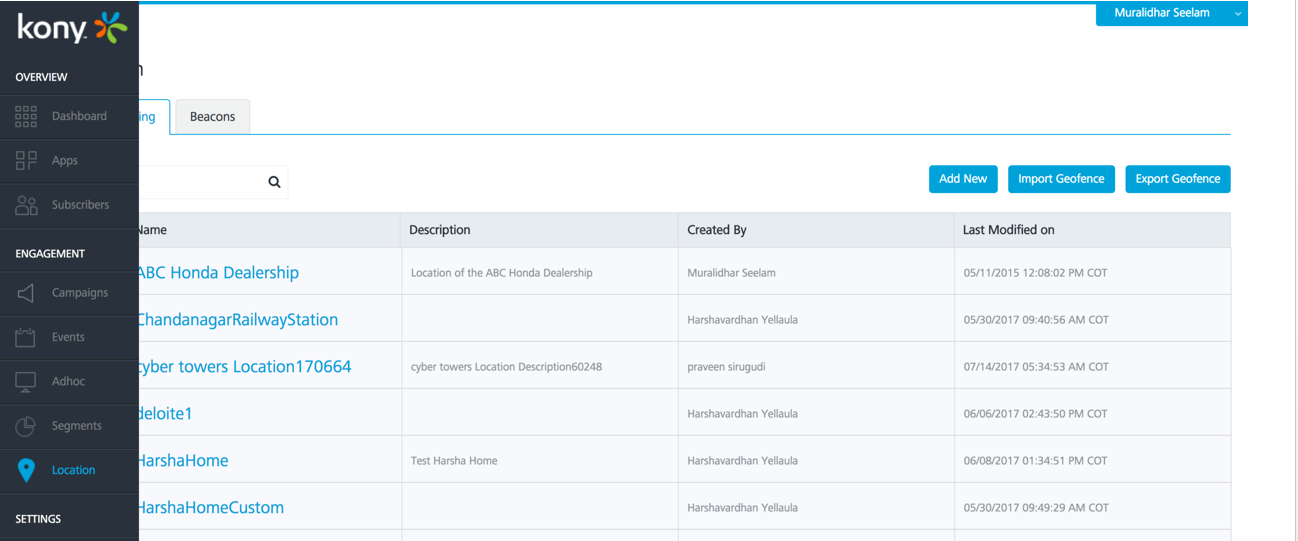 kony
Muralidhar Seelam
OVERVIEW
Dashboard
Apps
Subscribers
ENGAGEMENT
Campaigns
Events
Adhoc
Segments
Location
SETTINGS
ing Beacons
Add New Import Geofence Export Geofence
Name Description Created By Last Modified on
ABC Honda Dealership Location of the ABC Honda Dealership Muralidhar Seelam 05/11/2015 12:08:02 PM COT
ChandanagarRailwayStation Harshavardhan Yellaula 05/30/2017 09:40:56 AM COT
cyber towers Location170664 cyber towers Location Description60248 praveen sirugudi 07/14/2017 05:34:53 AM COT
deloite1 Harshavardhan Yellaula 06/06/2017 02:43:50 PM COT
HarshaHome Test Harsha Home Harshavardhan Yellaula 06/08/2017 01:34:51 PM COT
HarshaHomeCustom Harshavardhan Yellaula 05/30/2017 09:49:29 AM COT